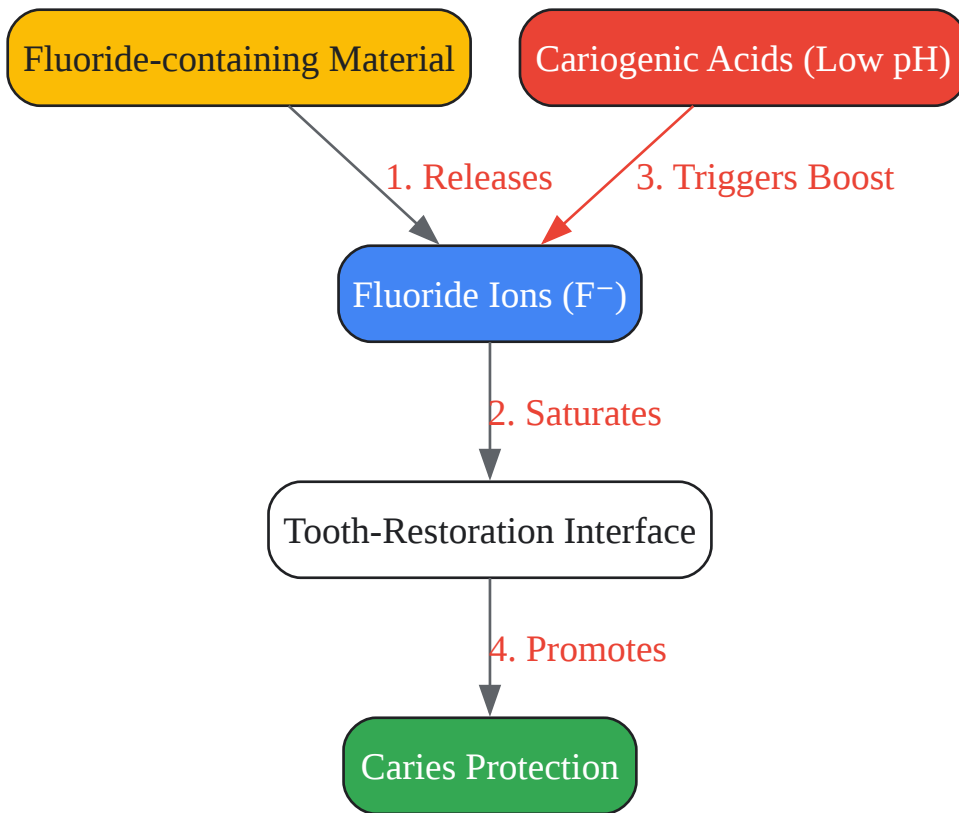 Fluoride-containing Material
Cariogenic Acids (Low pH)
1. Releases
3. Triggers Boost
Fluoride Ions (F⁻)
2. Saturates
Tooth-Restoration Interface
4. Promotes
Caries Protection